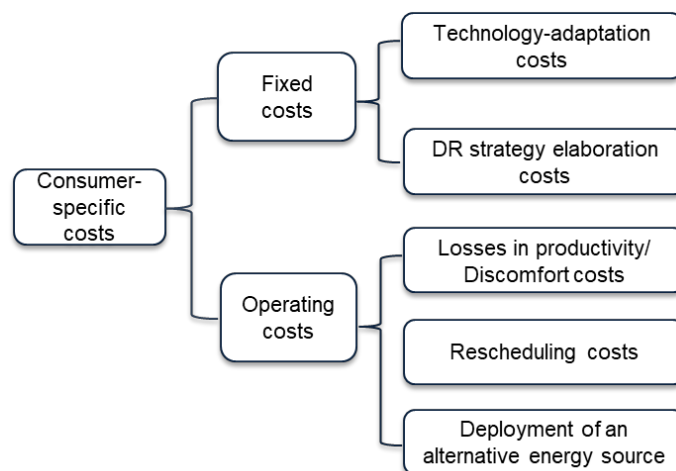 Consumer-
specific
costs
Fixed
costs
Technology-adaptation
costs
DR strategy elaboration
costs
Operating
costs
Losses in productivity/
Discomfort costs
Rescheduling costs
Deployment of an
alternative energy source